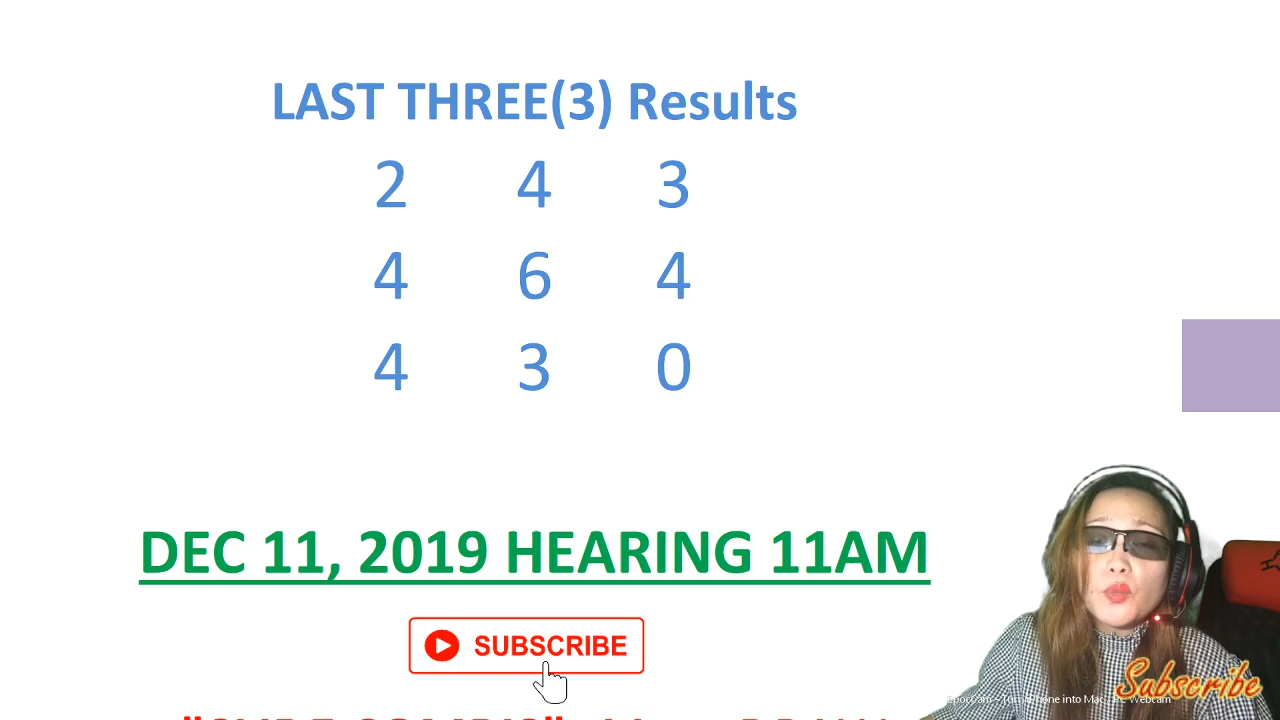 LAST THREE(3) Results
2 4 3
4 6 4
4 3 0
DEC 11, 2019 HEARING 11AM
SUBSCRIBE
Subscribe
Webcam